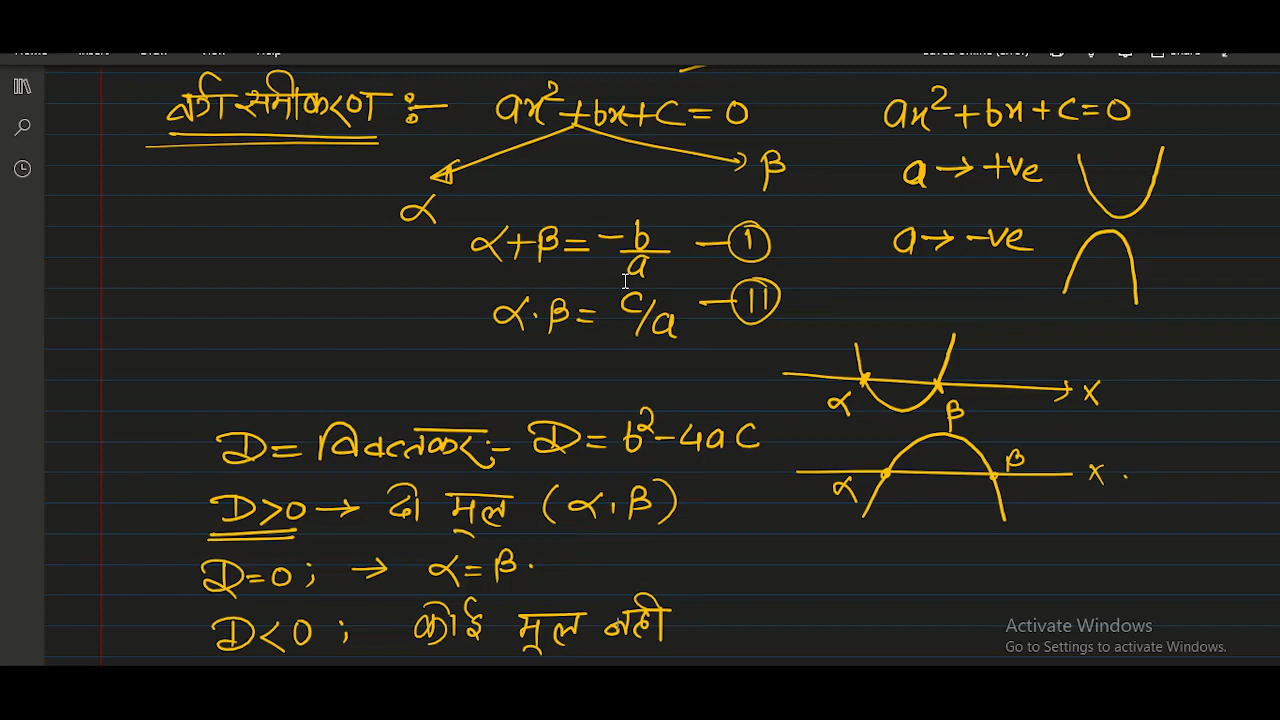 वर्ग समीकरण :- ax²+bx+c=0
α
β
α+β = -b/a —①
α·β = c/a —⑪
D = विवक्तकर :- D = b²-4ac
D>0 → दो मूल (α,β)
D=0 ; → α=β.
D<0 ; कोई मूल नही
ax²+bx+c=0
a → +ve
a → -ve
α
β
X
α
β
X .
Activate Windows
Go to Settings to activate Windows.